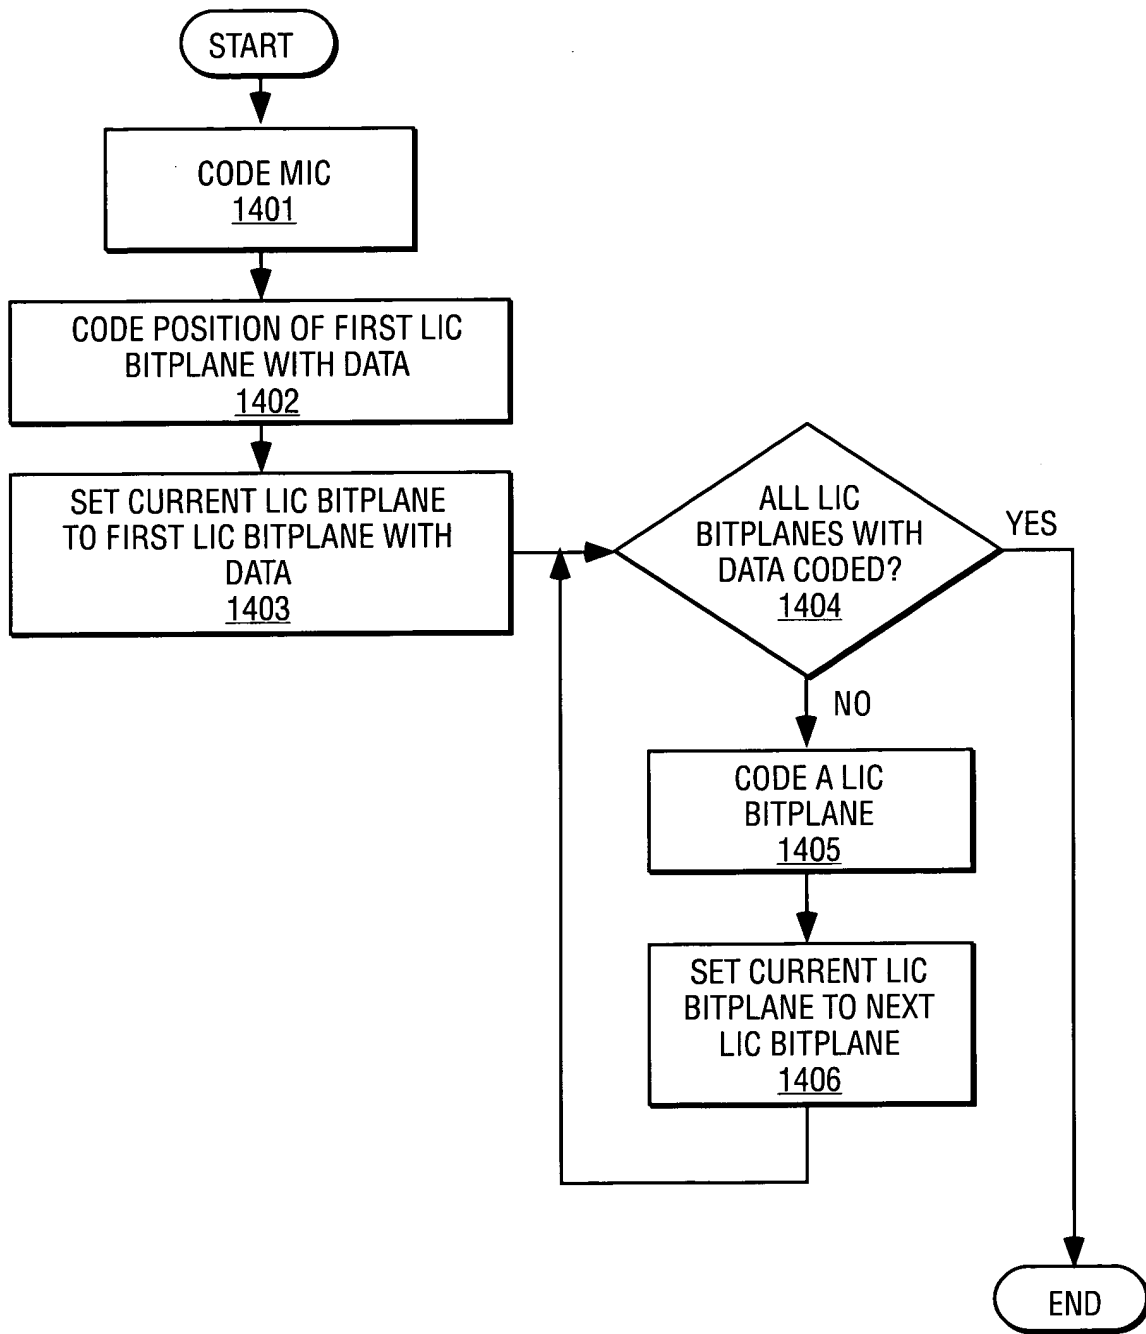 START
CODE MIC
1401
CODE POSITION OF FIRST LIC
BITPLANE WITH DATA
1402
SET CURRENT LIC BITPLANE
TO FIRST LIC BITPLANE WITH
DATA
1403
ALL LIC
BITPLANES WITH
DATA CODED?
1404
YES
NO
CODE A LIC
BITPLANE
1405
SET CURRENT LIC
BITPLANE TO NEXT
LIC BITPLANE
1406
END